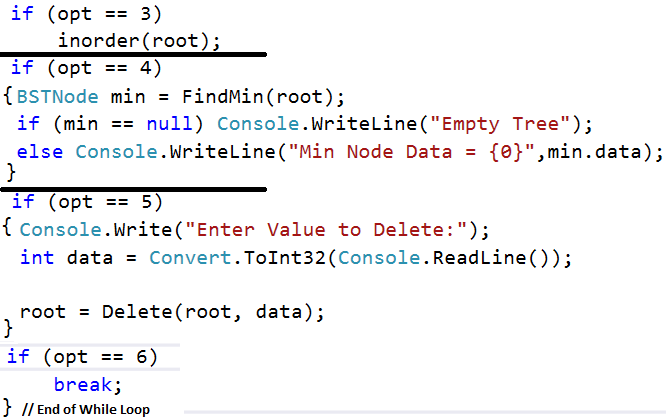 if (opt == 3)
inorder(root);
if (opt == 4)
{BSTNode min = FindMin(root);
if (min == null) Console.WriteLine("Empty Tree");
else Console.WriteLine("Min Node Data = {0}",min.data);
}
if (opt == 5)
{ Console.Write("Enter Value to Delete:");
int data = Convert.ToInt32(Console.ReadLine());
root = Delete(root, data);
}
if (opt == 6)
break;
} // End of While Loop